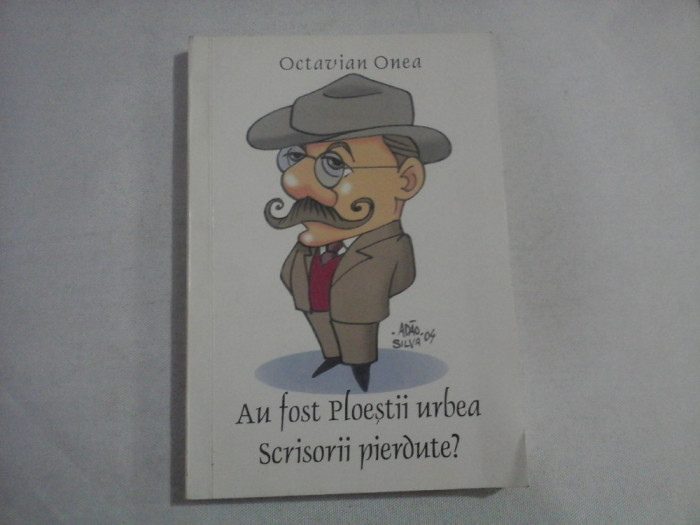 Octavian Onea
ADÃO
SILVA 04
Au fost Ploeștii urbea
Scrisorii pierdute?